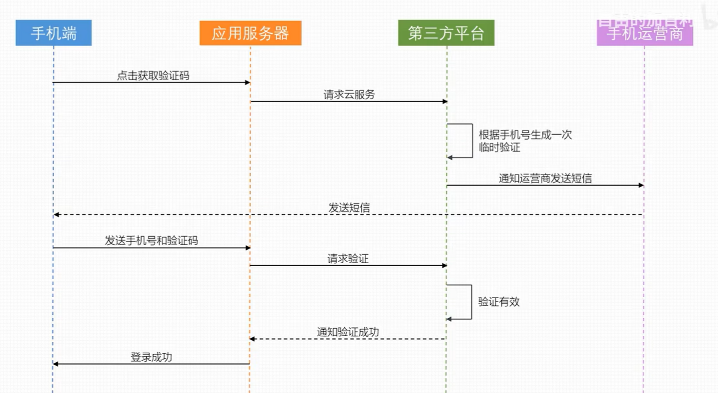 手机端
应用服务器
第三方平台
手机运营商
点击获取验证码
请求云服务
根据手机号生成一次
临时验证
通知运营商发送短信
发送短信
发送手机号和验证码
请求验证
验证有效
通知验证成功
登录成功